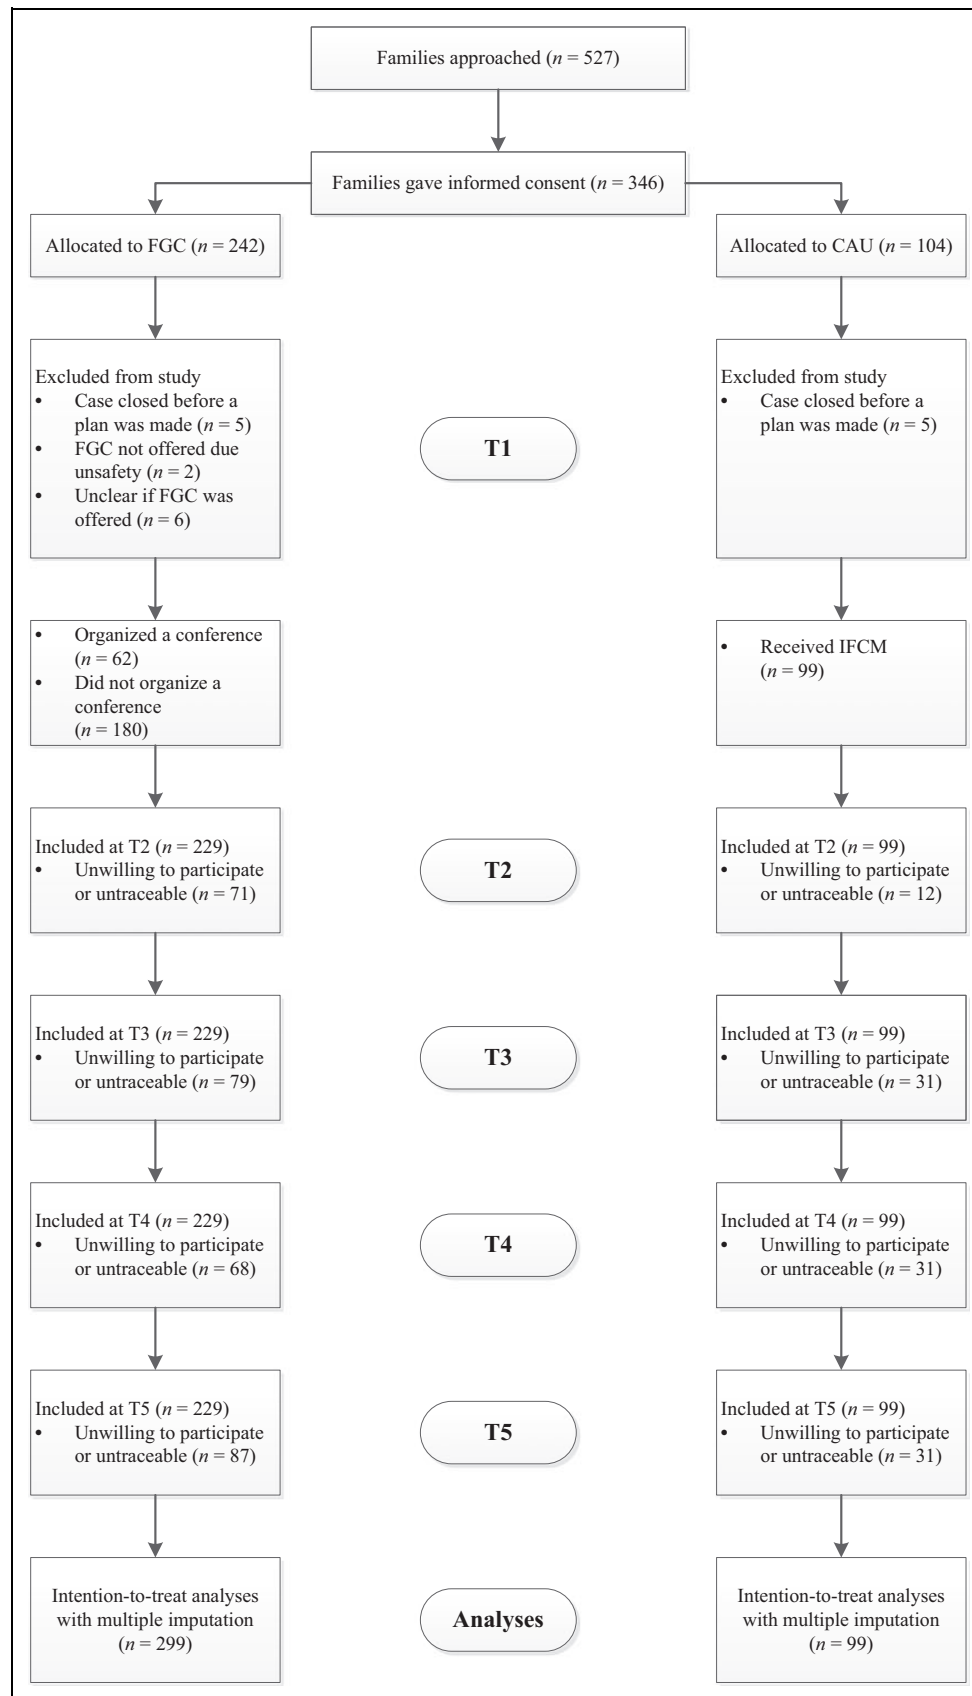 Families approached (n = 527)
Families gave informed consent (n = 346)
Allocated to FGC (n = 242)
Allocated to CAU (n = 104)
Excluded from study
• Case closed before a
plan was made (n = 5)
• FGC not offered due
unsafety (n = 2)
• Unclear if FGC was
offered (n = 6)
T1
Excluded from study
• Case closed before a
plan was made (n = 5)
• Organized a conference
(n = 62)
• Did not organize a
conference
(n = 180)
• Received IFCM
(n = 99)
Included at T2 (n = 229)
• Unwilling to participate
or untraceable (n = 71)
T2
Included at T2 (n = 99)
• Unwilling to participate
or untraceable (n = 12)
Included at T3 (n = 229)
• Unwilling to participate
or untraceable (n = 79)
T3
Included at T3 (n = 99)
• Unwilling to participate
or untraceable (n = 31)
Included at T4 (n = 229)
• Unwilling to participate
or untraceable (n = 68)
T4
Included at T4 (n = 99)
• Unwilling to participate
or untraceable (n = 31)
Included at T5 (n = 229)
• Unwilling to participate
or untraceable (n = 87)
T5
Included at T5 (n = 99)
• Unwilling to participate
or untraceable (n = 31)
Intention-to-treat analyses
with multiple imputation
(n = 299)
Analyses
Intention-to-treat analyses
with multiple imputation
(n = 99)